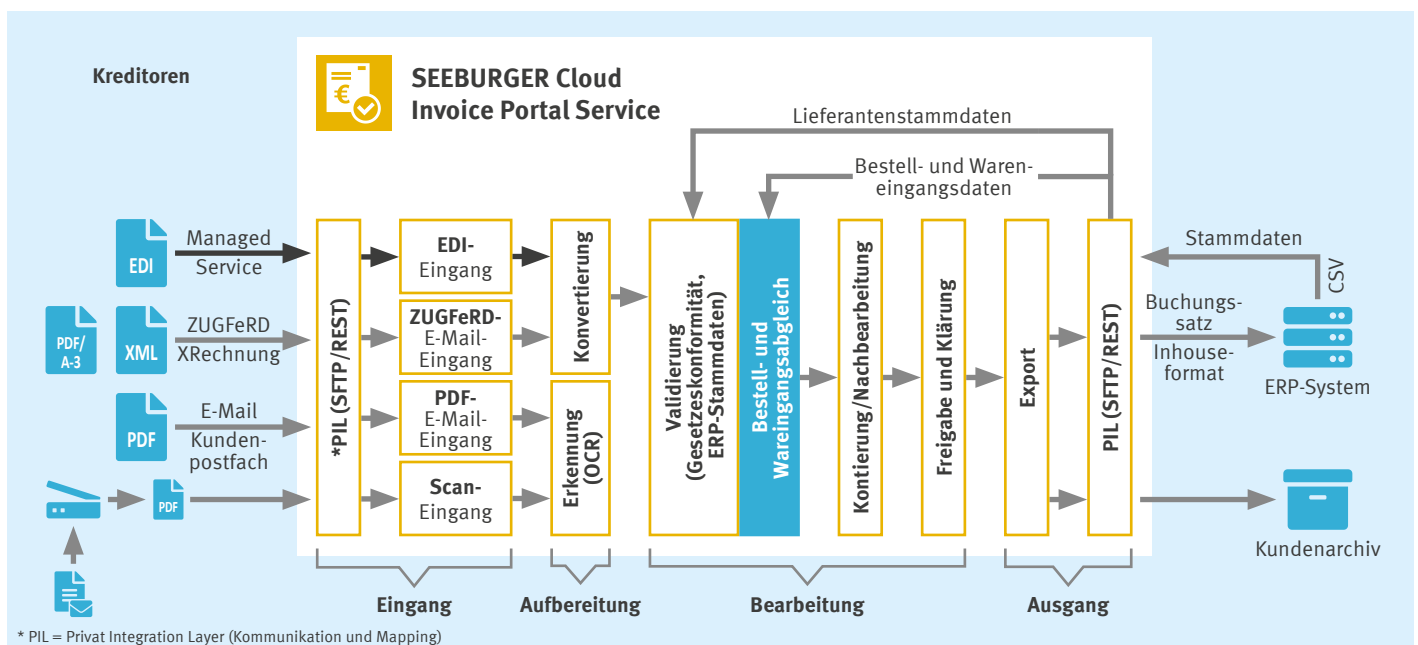 Kreditoren
SEEBURGER Cloud
Invoice Portal Service
Lieferantenstammdaten
Bestell- und Waren-
eingangsdaten
EDI
Managed
Service
PDF/
A-3
XML
ZUGFeRD
XRechnung
PDF
E-Mail
Kunden-
postfach
PDF
*PIL (SFTP/REST)
EDI-
Eingang
ZUGFeRD-
E-Mail-
Eingang
PDF-
E-Mail-
Eingang
Scan-
Eingang
Konvertierung
Erkennung
(OCR)
Validierung
(Gesetzeskonformität,
ERP-Stammdaten)
Bestell- und
Wareingangsabgleich
Kontierung/Nachbearbeitung
Freigabe und Klärung
Export
PIL (SFTP/REST)
Stammdaten
CSV
Buchungs-
satz
Inhouse-
format
ERP-System
Kundenarchiv
Eingang
Aufbereitung
Bearbeitung
Ausgang
* PIL = Privat Integration Layer (Kommunikation und Mapping)